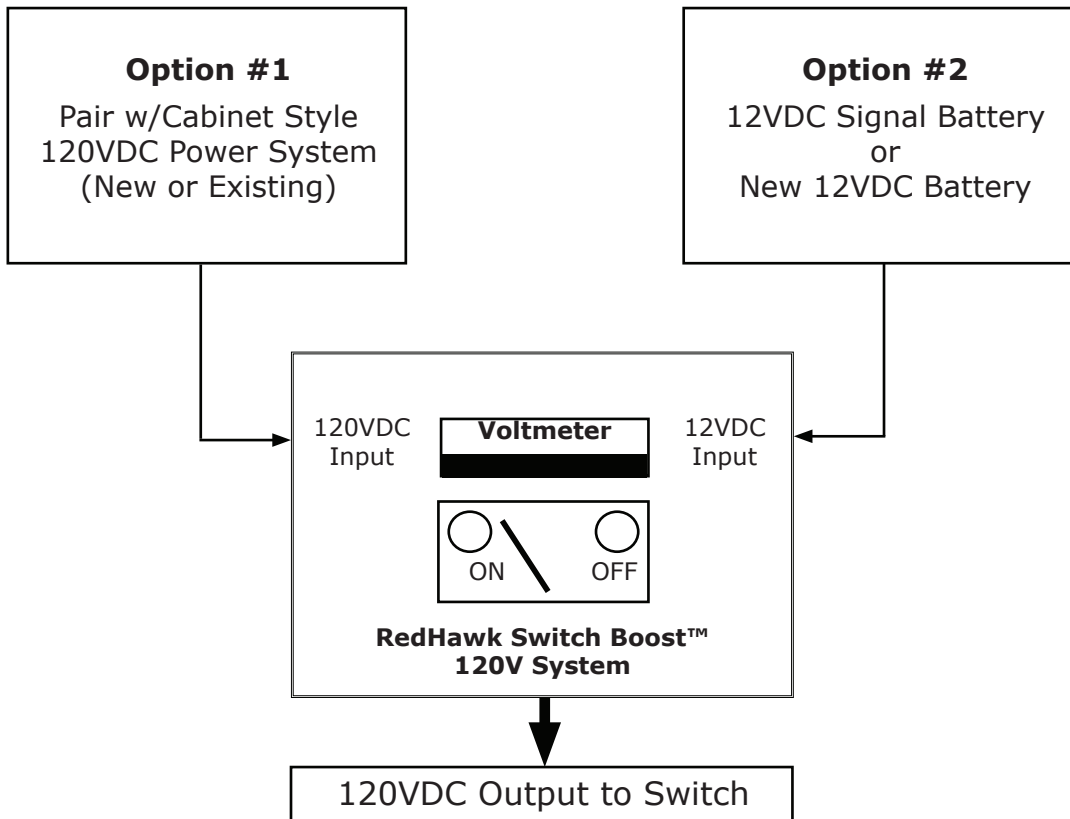 Option #1
Pair w/Cabinet Style
120VDC Power System
(New or Existing)
Option #2
12VDC Signal Battery
or
New 12VDC Battery
120VDC
Input
Voltmeter
12VDC
Input
ON
OFF
RedHawk Switch Boost™
120V System
120VDC Output to Switch